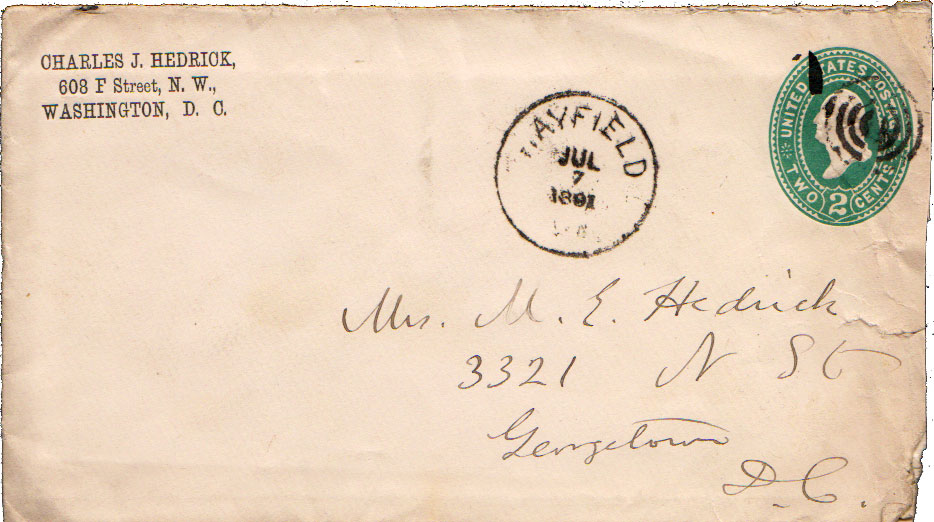 CHARLES J. HEDRICK,
608 F Street, N. W.,
WASHINGTON, D. C.
UNITED STATES POSTAGE
TWO 2 CENTS
JUL
7
1891
Mrs. M. E. Hedrick
3321 N St
Georgetown
D.C.